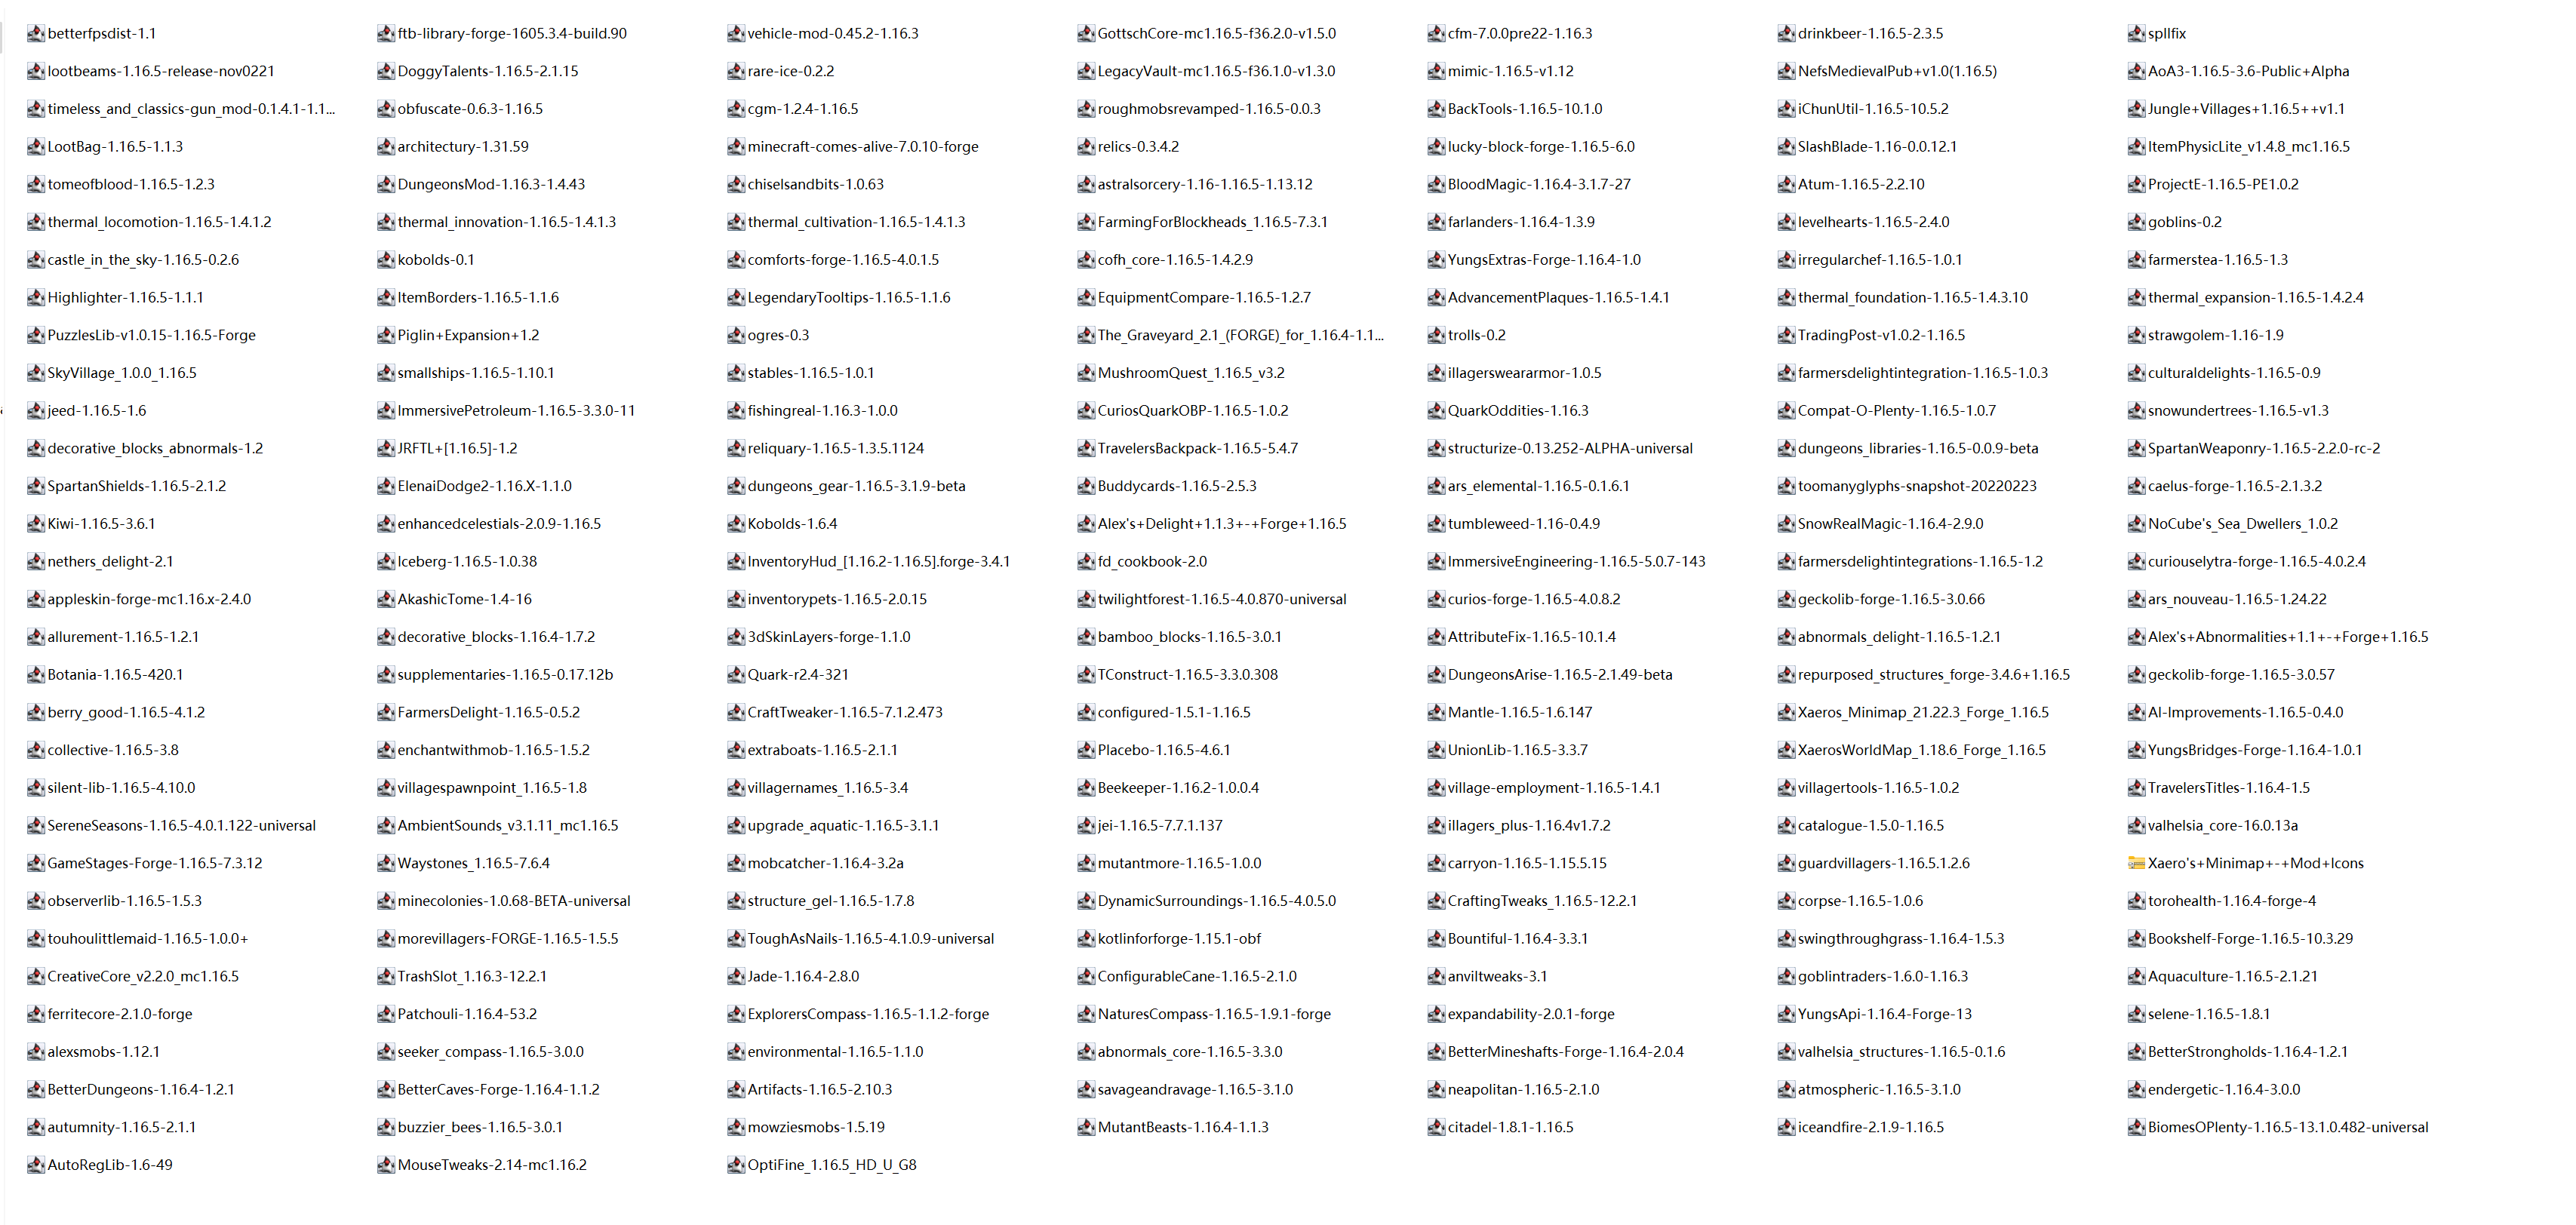 betterfpsdist-1.1
ftb-library-forge-1605.3.4-build.90
vehicle-mod-0.45.2-1.16.3
GottschCore-mc1.16.5-f36.2.0-v1.5.0
cfm-7.0.0pre22-1.16.3
drinkbeer-1.16.5-2.3.5
spllfix
lootbeams-1.16.5-release-nov0221
DoggyTalents-1.16.5-2.1.15
rare-ice-0.2.2
LegacyVault-mc1.16.5-f36.1.0-v1.3.0
mimic-1.16.5-v1.12
NefsMedievalPub+v1.0(1.16.5)
AoA3-1.16.5-3.6-Public+Alpha
timeless_and_classics-gun_mod-0.1.4.1-1.1...
obfuscate-0.6.3-1.16.5
cgm-1.2.4-1.16.5
roughmobsrevamped-1.16.5-0.0.3
BackTools-1.16.5-10.1.0
iChunUtil-1.16.5-10.5.2
Jungle+Villages+1.16.5++v1.1
LootBag-1.16.5-1.1.3
architectury-1.31.59
minecraft-comes-alive-7.0.10-forge
relics-0.3.4.2
lucky-block-forge-1.16.5-6.0
SlashBlade-1.16-0.0.12.1
ItemPhysicLite_v1.4.8_mc1.16.5
tomeofblood-1.16.5-1.2.3
DungeonsMod-1.16.3-1.4.43
chiselsandbits-1.0.63
astralsorcery-1.16-1.16.5-1.13.12
BloodMagic-1.16.4-3.1.7-27
Atum-1.16.5-2.2.10
ProjectE-1.16.5-PE1.0.2
thermal_locomotion-1.16.5-1.4.1.2
thermal_innovation-1.16.5-1.4.1.3
thermal_cultivation-1.16.5-1.4.1.3
FarmingForBlockheads_1.16.5-7.3.1
farlanders-1.16.4-1.3.9
levelhearts-1.16.5-2.4.0
goblins-0.2
castle_in_the_sky-1.16.5-0.2.6
kobolds-0.1
comforts-forge-1.16.5-4.0.1.5
cofh_core-1.16.5-1.4.2.9
YungsExtras-Forge-1.16.4-1.0
irregularchef-1.16.5-1.0.1
farmerstea-1.16.5-1.3
Highlighter-1.16.5-1.1.1
ItemBorders-1.16.5-1.1.6
LegendaryTooltips-1.16.5-1.1.6
EquipmentCompare-1.16.5-1.2.7
AdvancementPlaques-1.16.5-1.4.1
thermal_foundation-1.16.5-1.4.3.10
thermal_expansion-1.16.5-1.4.2.4
PuzzlesLib-v1.0.15-1.16.5-Forge
Piglin+Expansion+1.2
ogres-0.3
The_Graveyard_2.1_(FORGE)_for_1.16.4-1.1...
trolls-0.2
TradingPost-v1.0.2-1.16.5
strawgolem-1.16-1.9
SkyVillage_1.0.0_1.16.5
smallships-1.16.5-1.10.1
stables-1.16.5-1.0.1
MushroomQuest_1.16.5_v3.2
illagersweararmor-1.0.5
farmersdelightintegration-1.16.5-1.0.3
culturaldelights-1.16.5-0.9
jeed-1.16.5-1.6
ImmersivePetroleum-1.16.5-3.3.0-11
fishingreal-1.16.3-1.0.0
CuriosQuarkOBP-1.16.5-1.0.2
QuarkOddities-1.16.3
Compat-O-Plenty-1.16.5-1.0.7
snowundertrees-1.16.5-v1.3
decorative_blocks_abnormals-1.2
JRFTL+[1.16.5]-1.2
reliquary-1.16.5-1.3.5.1124
TravelersBackpack-1.16.5-5.4.7
structurize-0.13.252-ALPHA-universal
dungeons_libraries-1.16.5-0.0.9-beta
SpartanWeaponry-1.16.5-2.2.0-rc-2
SpartanShields-1.16.5-2.1.2
ElenaiDodge2-1.16.X-1.1.0
dungeons_gear-1.16.5-3.1.9-beta
Buddycards-1.16.5-2.5.3
ars_elemental-1.16.5-0.1.6.1
toomanyglyphs-snapshot-20220223
caelus-forge-1.16.5-2.1.3.2
Kiwi-1.16.5-3.6.1
enhancedcelestials-2.0.9-1.16.5
Kobolds-1.6.4
Alex's+Delight+1.1.3+-+Forge+1.16.5
tumbleweed-1.16-0.4.9
SnowRealMagic-1.16.4-2.9.0
NoCube's_Sea_Dwellers_1.0.2
nethers_delight-2.1
Iceberg-1.16.5-1.0.38
InventoryHud_[1.16.2-1.16.5].forge-3.4.1
fd_cookbook-2.0
ImmersiveEngineering-1.16.5-5.0.7-143
farmersdelightintegrations-1.16.5-1.2
curiouselytra-forge-1.16.5-4.0.2.4
appleskin-forge-mc1.16.x-2.4.0
AkashicTome-1.4-16
inventorypets-1.16.5-2.0.15
twilightforest-1.16.5-4.0.870-universal
curios-forge-1.16.5-4.0.8.2
geckolib-forge-1.16.5-3.0.66
ars_nouveau-1.16.5-1.24.22
allurement-1.16.5-1.2.1
decorative_blocks-1.16.4-1.7.2
3dSkinLayers-forge-1.1.0
bamboo_blocks-1.16.5-3.0.1
AttributeFix-1.16.5-10.1.4
abnormals_delight-1.16.5-1.2.1
Alex's+Abnormalities+1.1+-+Forge+1.16.5
Botania-1.16.5-420.1
supplementaries-1.16.5-0.17.12b
Quark-r2.4-321
TConstruct-1.16.5-3.3.0.308
DungeonsArise-1.16.5-2.1.49-beta
repurposed_structures_forge-3.4.6+1.16.5
geckolib-forge-1.16.5-3.0.57
berry_good-1.16.5-4.1.2
FarmersDelight-1.16.5-0.5.2
CraftTweaker-1.16.5-7.1.2.473
configured-1.5.1-1.16.5
Mantle-1.16.5-1.6.147
Xaeros_Minimap_21.22.3_Forge_1.16.5
AI-Improvements-1.16.5-0.4.0
collective-1.16.5-3.8
enchantwithmob-1.16.5-1.5.2
extraboats-1.16.5-2.1.1
Placebo-1.16.5-4.6.1
UnionLib-1.16.5-3.3.7
XaerosWorldMap_1.18.6_Forge_1.16.5
YungsBridges-Forge-1.16.4-1.0.1
silent-lib-1.16.5-4.10.0
villagespawnpoint_1.16.5-1.8
villagernames_1.16.5-3.4
Beekeeper-1.16.2-1.0.0.4
village-employment-1.16.5-1.4.1
villagertools-1.16.5-1.0.2
TravelersTitles-1.16.4-1.5
SereneSeasons-1.16.5-4.0.1.122-universal
AmbientSounds_v3.1.11_mc1.16.5
upgrade_aquatic-1.16.5-3.1.1
jei-1.16.5-7.7.1.137
illagers_plus-1.16.4v1.7.2
catalogue-1.5.0-1.16.5
valhelsia_core-16.0.13a
GameStages-Forge-1.16.5-7.3.12
Waystones_1.16.5-7.6.4
mobcatcher-1.16.4-3.2a
mutantmore-1.16.5-1.0.0
carryon-1.16.5-1.15.5.15
guardvillagers-1.16.5.1.2.6
Xaero's+Minimap+-+Mod+Icons
observerlib-1.16.5-1.5.3
minecolonies-1.0.68-BETA-universal
structure_gel-1.16.5-1.7.8
DynamicSurroundings-1.16.5-4.0.5.0
CraftingTweaks_1.16.5-12.2.1
corpse-1.16.5-1.0.6
torohealth-1.16.4-forge-4
touhoulittlemaid-1.16.5-1.0.0+
morevillagers-FORGE-1.16.5-1.5.5
ToughAsNails-1.16.5-4.1.0.9-universal
kotlinforforge-1.15.1-obf
Bountiful-1.16.4-3.3.1
swingthroughgrass-1.16.4-1.5.3
Bookshelf-Forge-1.16.5-10.3.29
CreativeCore_v2.2.0_mc1.16.5
TrashSlot_1.16.3-12.2.1
Jade-1.16.4-2.8.0
ConfigurableCane-1.16.5-2.1.0
anviltweaks-3.1
goblintraders-1.6.0-1.16.3
Aquaculture-1.16.5-2.1.21
ferritecore-2.1.0-forge
Patchouli-1.16.4-53.2
ExplorersCompass-1.16.5-1.1.2-forge
NaturesCompass-1.16.5-1.9.1-forge
expandability-2.0.1-forge
YungsApi-1.16.4-Forge-13
selene-1.16.5-1.8.1
alexsmobs-1.12.1
seeker_compass-1.16.5-3.0.0
environmental-1.16.5-1.1.0
abnormals_core-1.16.5-3.3.0
BetterMineshafts-Forge-1.16.4-2.0.4
valhelsia_structures-1.16.5-0.1.6
BetterStrongholds-1.16.4-1.2.1
BetterDungeons-1.16.4-1.2.1
BetterCaves-Forge-1.16.4-1.1.2
Artifacts-1.16.5-2.10.3
savageandravage-1.16.5-3.1.0
neapolitan-1.16.5-2.1.0
atmospheric-1.16.5-3.1.0
endergetic-1.16.4-3.0.0
autumnity-1.16.5-2.1.1
buzzier_bees-1.16.5-3.0.1
mowziesmobs-1.5.19
MutantBeasts-1.16.4-1.1.3
citadel-1.8.1-1.16.5
iceandfire-2.1.9-1.16.5
BiomesOPlenty-1.16.5-13.1.0.482-universal
AutoRegLib-1.6-49
MouseTweaks-2.14-mc1.16.2
OptiFine_1.16.5_HD_U_G8